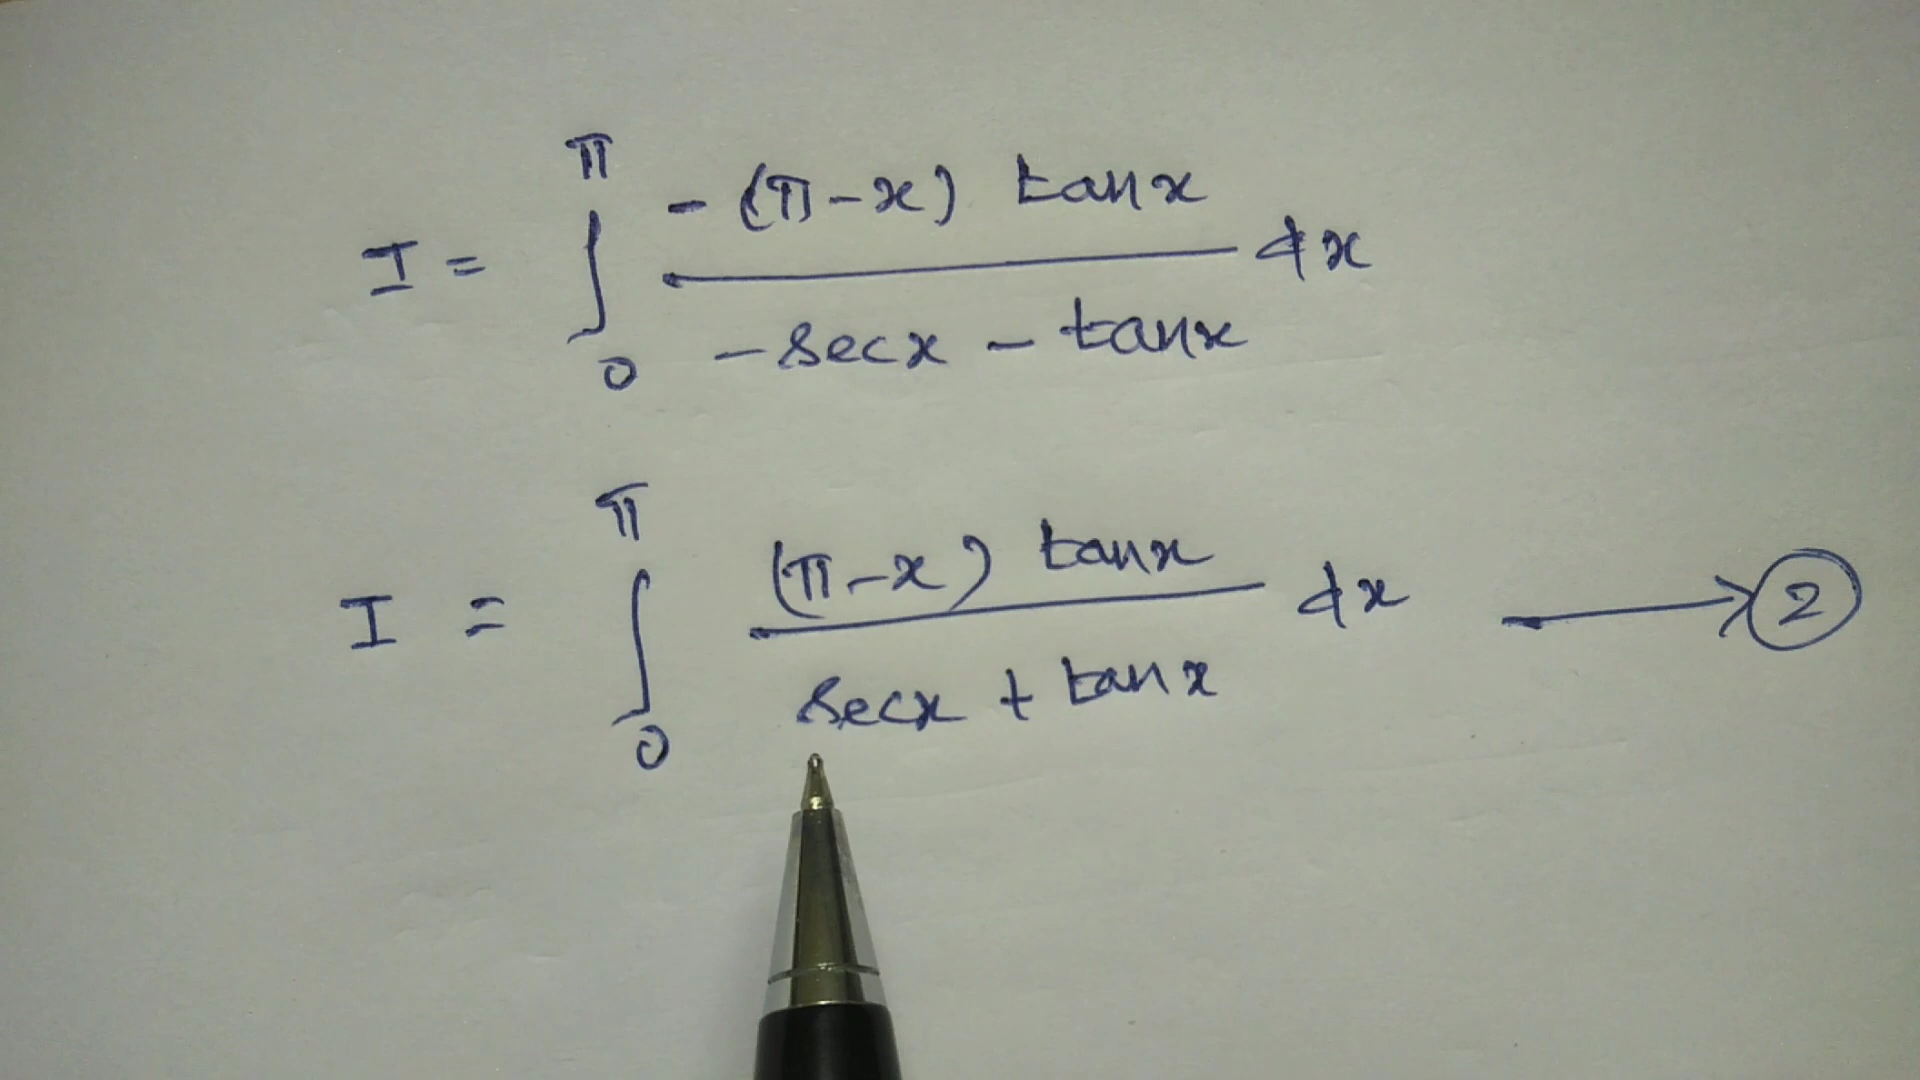 I = ∫₀^π -(π-x) tanx / -secx - tanx dx
I = ∫₀^π (π-x) tanx / secx + tanx dx → ②